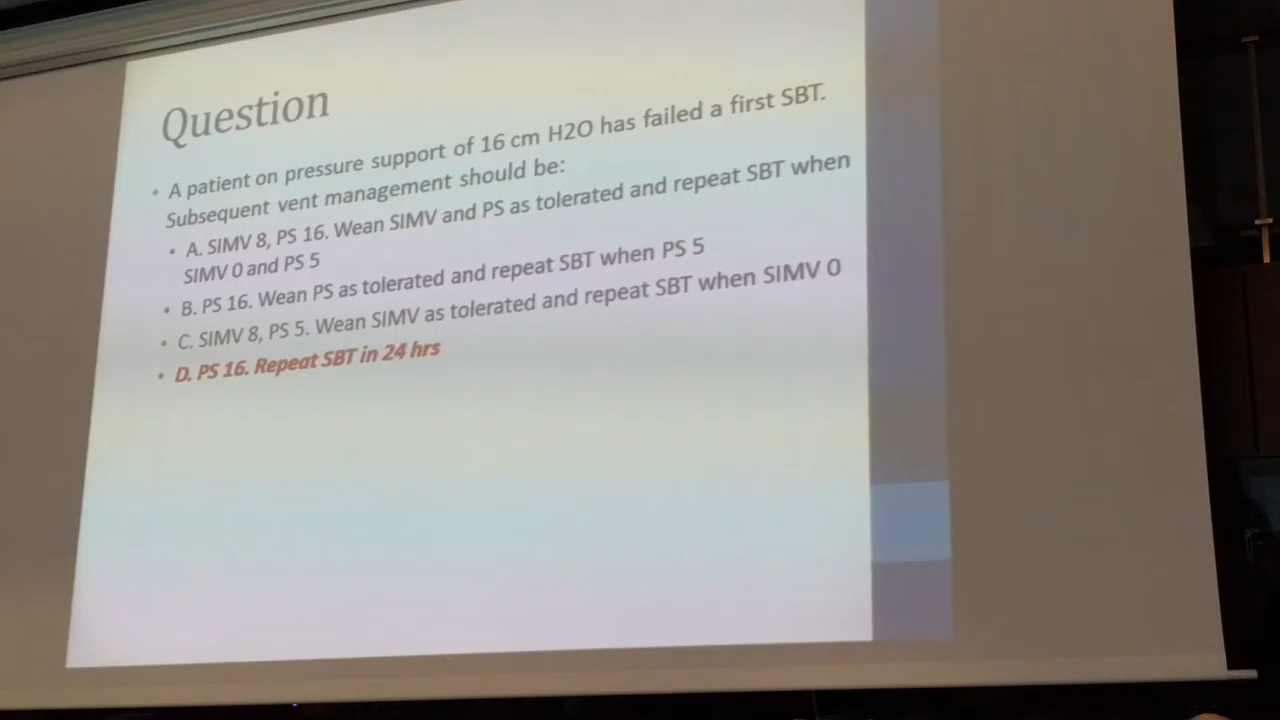 Question
• A patient on pressure support of 16 cm H2O has failed a first SBT.
Subsequent vent management should be:
• A. SIMV 8, PS 16. Wean SIMV and PS as tolerated and repeat SBT when
SIMV 0 and PS 5
• B. PS 16. Wean PS as tolerated and repeat SBT when PS 5
• C. SIMV 8, PS 5. Wean SIMV as tolerated and repeat SBT when SIMV 0
• D. PS 16. Repeat SBT in 24 hrs